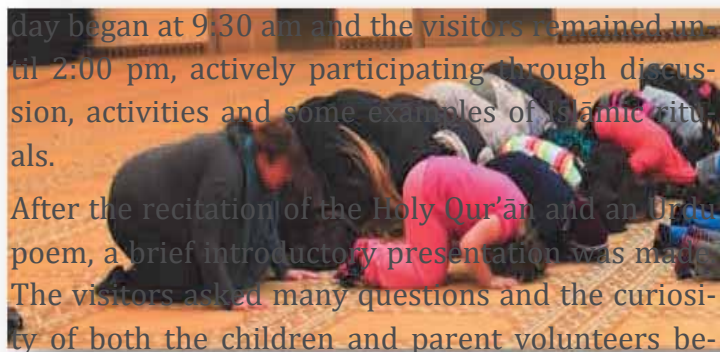 day began at 9:30 am and the visitors remained un-
til 2:00 pm, actively participating through discus-
sion, activities and some examples of Islāmic ritu-
als.
After the recitation of the Holy Qur’ān and an Urdu
poem, a brief introductory presentation was made.
The visitors asked many questions and the curiosi-
ty of both the children and parent volunteers be-